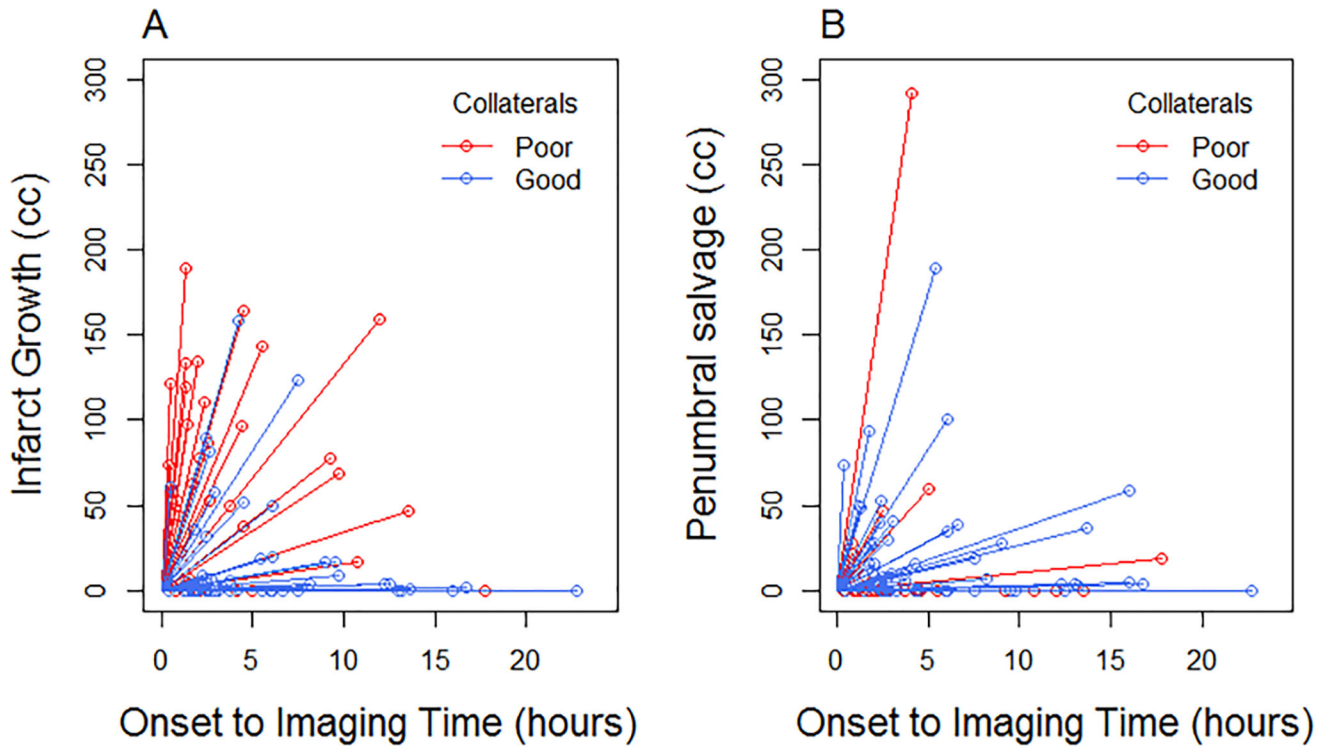 A
Infarct Growth (cc)
300
250
200
150
100
50
0
Collaterals
Poor
Good
0 5 10 15 20
Onset to Imaging Time (hours)
B
Penumbral salvage (cc)
300
250
200
150
100
50
0
Collaterals
Poor
Good
0 5 10 15 20
Onset to Imaging Time (hours)